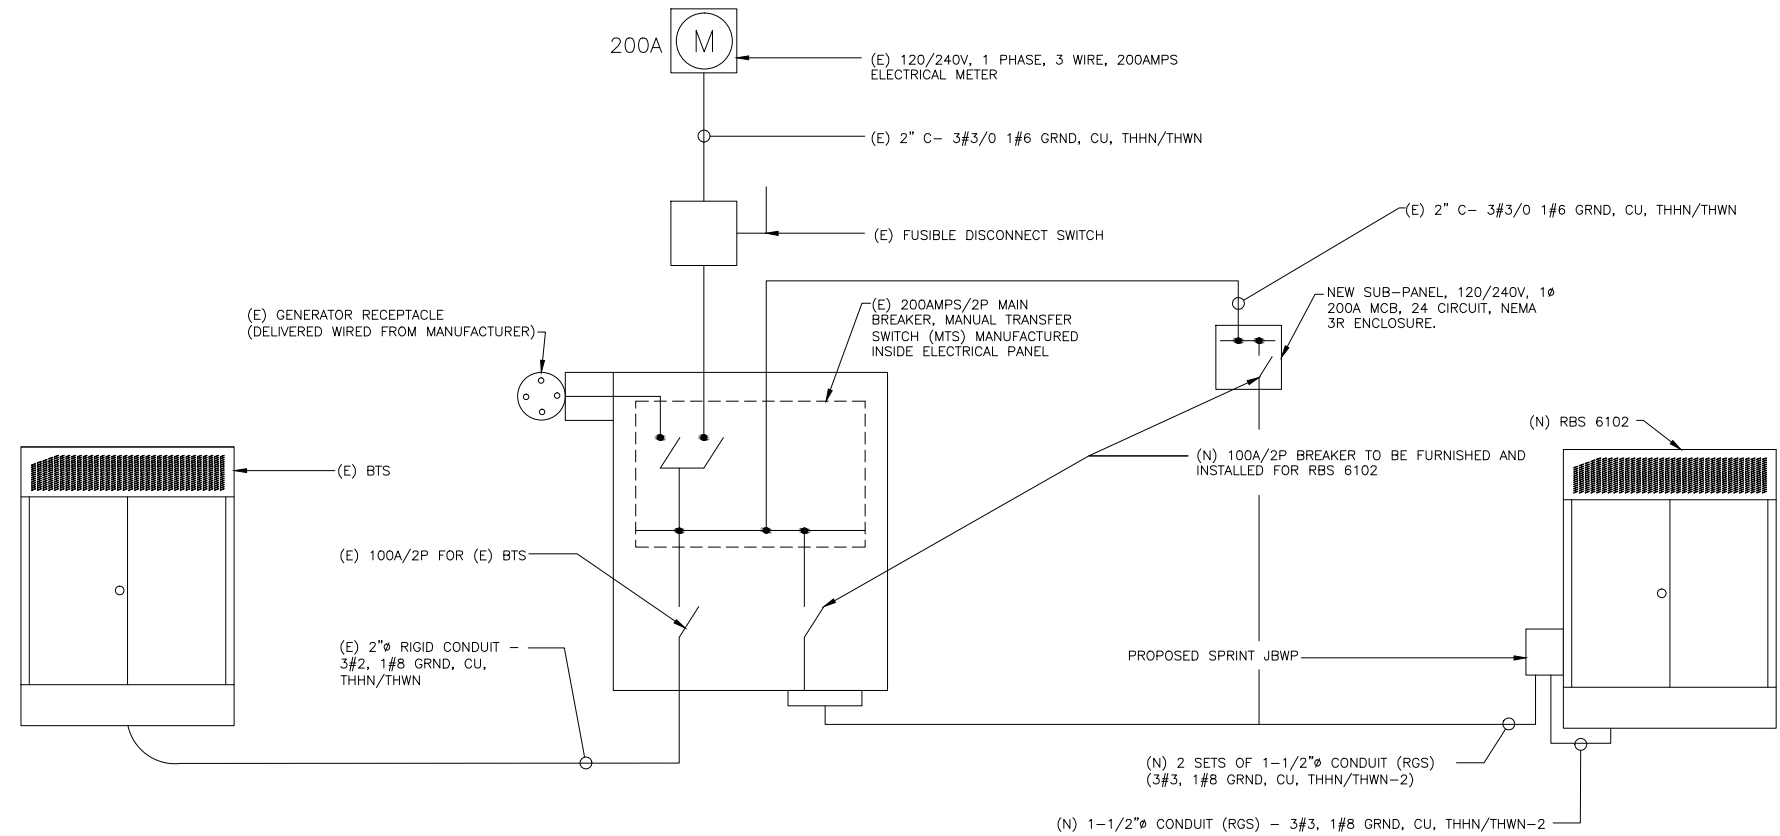 200A
M
(E) 120/240V, 1 PHASE, 3 WIRE, 200AMPS
ELECTRICAL METER
(E) 2" C- 3#3/0 1#6 GRND, CU, THHN/THWN
(E) 2" C- 3#3/0 1#6 GRND, CU, THHN/THWN
(E) FUSIBLE DISCONNECT SWITCH
NEW SUB-PANEL, 120/240V, 1ø
200A MCB, 24 CIRCUIT, NEMA
3R ENCLOSURE.
(E) GENERATOR RECEPTACLE
(DELIVERED WIRED FROM MANUFACTURER)
(E) 200AMPS/2P MAIN
BREAKER, MANUAL TRANSFER
SWITCH (MTS) MANUFACTURED
INSIDE ELECTRICAL PANEL
(N) RBS 6102
(E) BTS
(N) 100A/2P BREAKER TO BE FURNISHED AND
INSTALLED FOR RBS 6102
(E) 100A/2P FOR (E) BTS
(E) 2"ø RIGID CONDUIT -
3#2, 1#8 GRND, CU,
THHN/THWN
PROPOSED SPRINT JBWP
(N) 2 SETS OF 1-1/2"ø CONDUIT (RGS)
(3#3, 1#8 GRND, CU, THHN/THWN-2)
(N) 1-1/2"ø CONDUIT (RGS) - 3#3, 1#8 GRND, CU, THHN/THWN-2